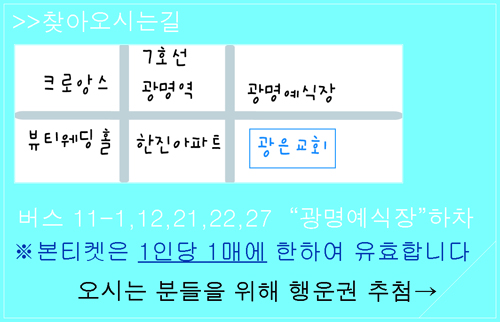 >>찾아오시는길
크로앙스
7호선
광명역
광명예식장
뷰티웨딩홀
한진아파트
광은교회
버스 11-1,12,21,22,27 “광명예식장”하차
※본티켓은 1인당 1매에 한하여 유효합니다
오시는 분들을 위해 행운권 추첨→